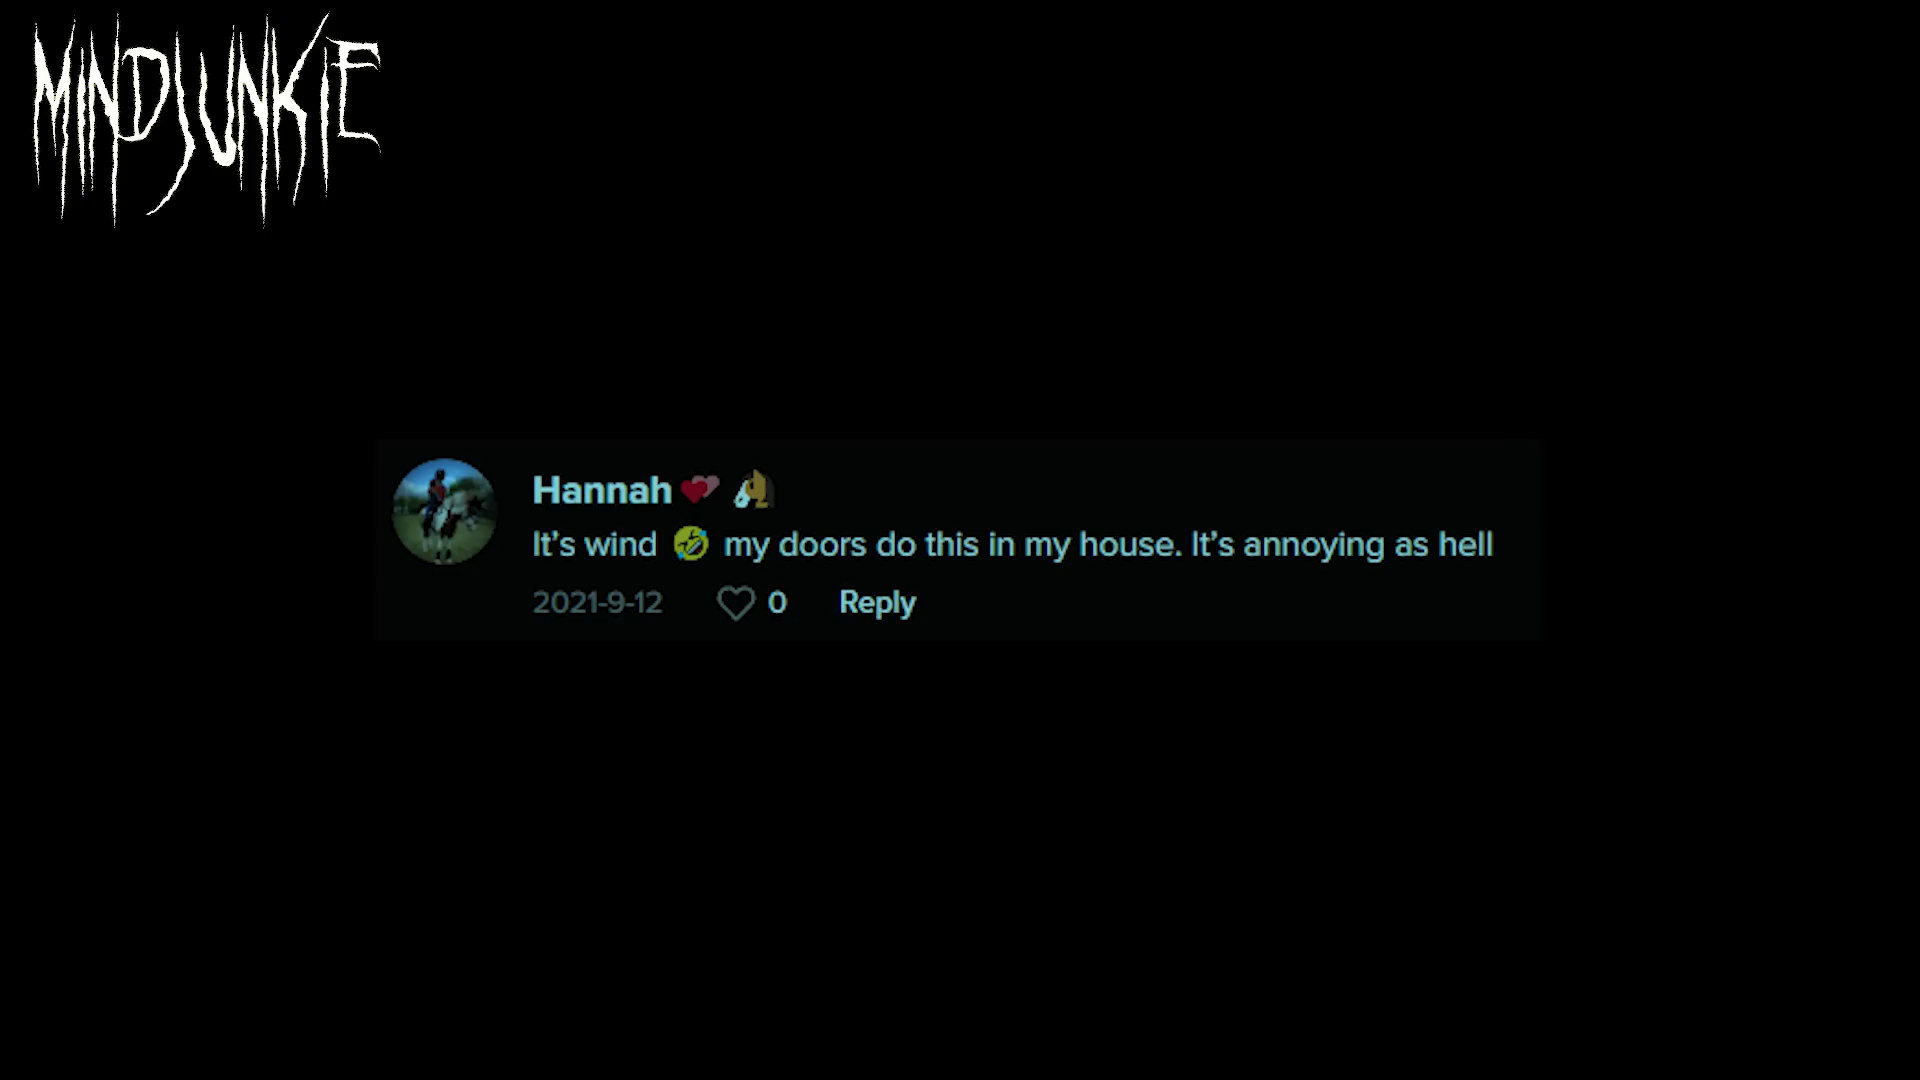 MINDJUNKIE
Hannah 💕 🐴
It's wind 🤣 my doors do this in my house. It's annoying as hell
2021-9-12 0 Reply